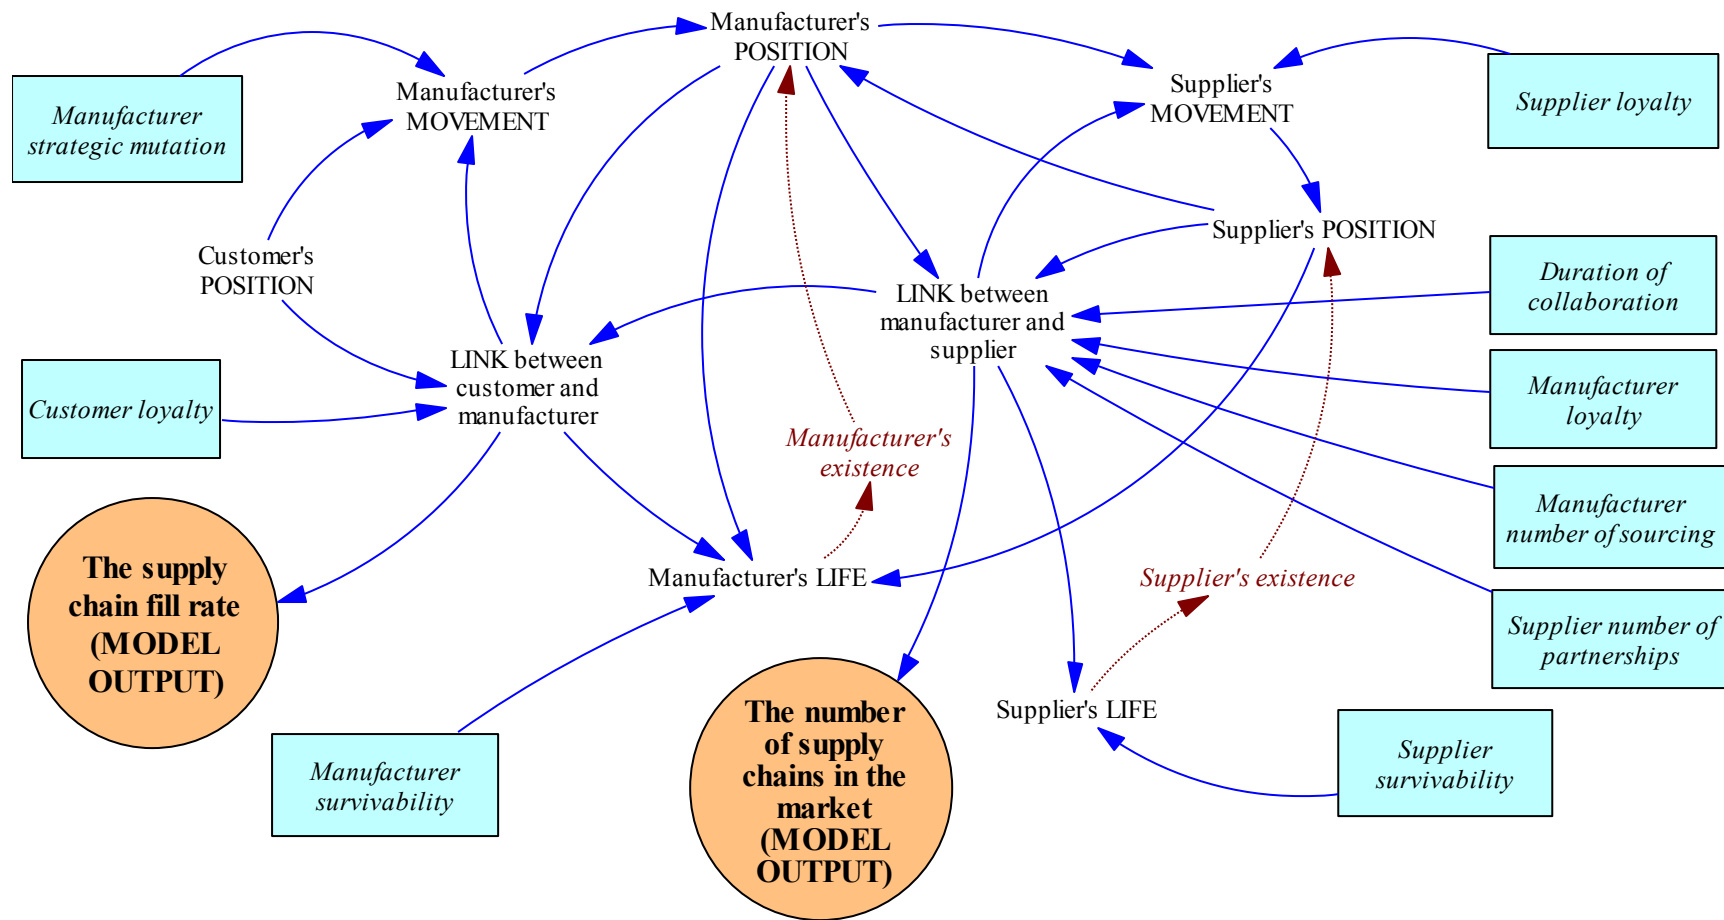 Manufacturer's
POSITION
Manufacturer
strategic mutation
Manufacturer's
MOVEMENT
Supplier's
MOVEMENT
Supplier loyalty
Customer's
POSITION
Supplier's POSITION
Duration of
collaboration
LINK between
manufacturer and
supplier
LINK between
customer and
manufacturer
Customer loyalty
Manufacturer
loyalty
Manufacturer's
existence
Manufacturer
number of sourcing
The supply
chain fill rate
(MODEL
OUTPUT)
Manufacturer's LIFE
Supplier's existence
Supplier number of
partnerships
The number
of supply
chains in the
market
(MODEL
OUTPUT)
Supplier's LIFE
Manufacturer
survivability
Supplier
survivability